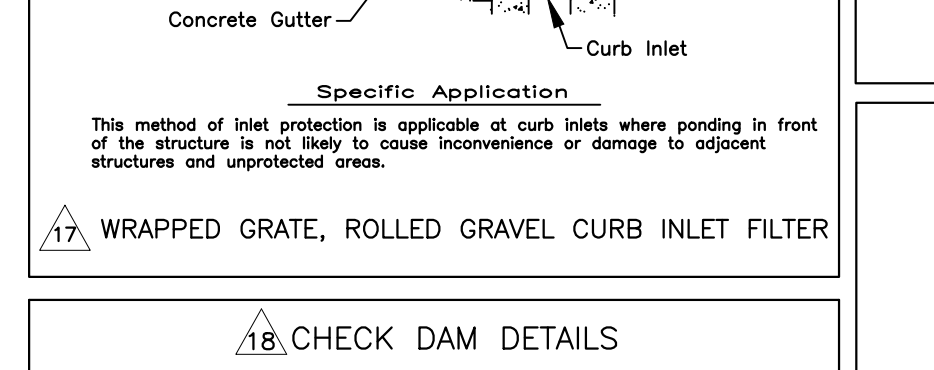 Concrete Gutter
Curb Inlet
Specific Application
This method of inlet protection is applicable at curb inlets where ponding in front
of the structure is not likely to cause inconvenience or damage to adjacent
structures and unprotected areas.
17 WRAPPED GRATE, ROLLED GRAVEL CURB INLET FILTER
18 CHECK DAM DETAILS